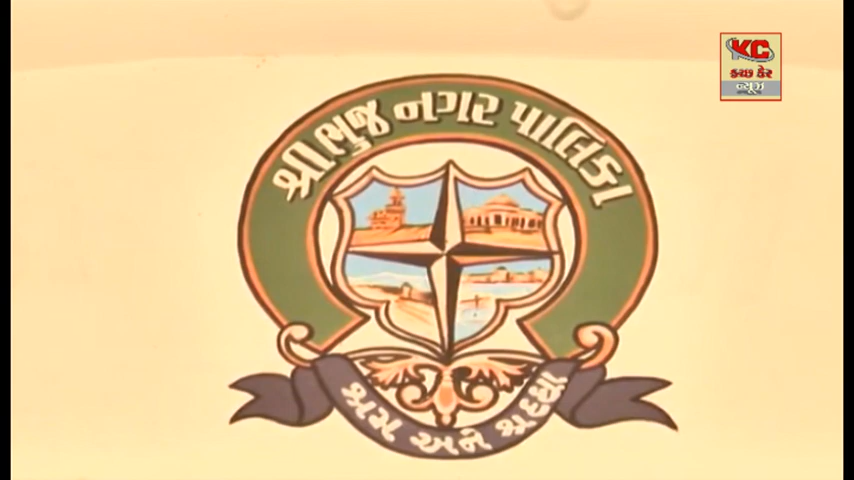 શ્રી ભુજ નગર પાલિકા
શ્રમ અને શ્રદ્ધા
KC
કચ્છ કેર
ન્યૂઝ